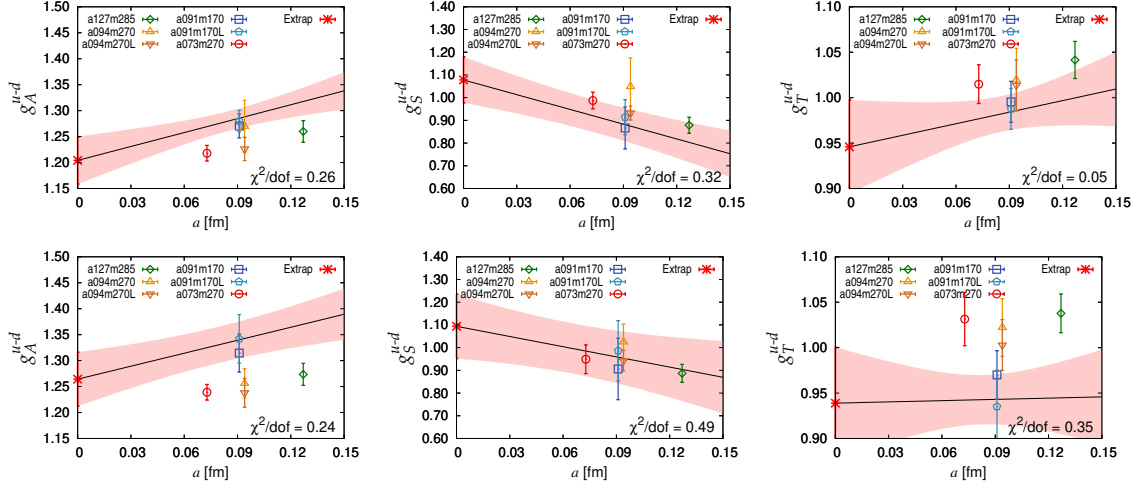 1.50
1.45
1.40
1.35
1.30
1.25
1.20
1.15
0 0.03 0.06 0.09 0.12 0.15
g_A^{u-d}
a [fm]
a127m285 a091m170 Extrap
a094m270 a091m170L
a094m270L a073m270
χ²/dof = 0.26
1.60
1.40
1.20
1.00
0.90
0.80
0.60
0 0.03 0.06 0.09 0.12 0.15
g_S^{u-d}
a [fm]
a127m285 a091m170 Extrap
a094m270 a091m170L
a094m270L a073m270
χ²/dof = 0.32
1.10
1.05
1.00
0.95
0.90
0 0.03 0.06 0.09 0.12 0.15
g_T^{u-d}
a [fm]
a127m285 a091m170 Extrap
a094m270 a091m170L
a094m270L a073m270
χ²/dof = 0.05
1.50
1.45
1.40
1.35
1.30
1.25
1.20
1.15
0 0.03 0.06 0.09 0.12 0.15
g_A^{u-d}
a [fm]
a127m285 a091m170 Extrap
a094m270 a091m170L
a094m270L a073m270
χ²/dof = 0.24
1.40
1.20
1.10
1.00
0.90
0.80
0.60
0 0.03 0.06 0.09 0.12 0.15
g_S^{u-d}
a [fm]
a127m285 a091m170 Extrap
a094m270 a091m170L
a094m270L a073m270
χ²/dof = 0.49
1.10
1.05
1.00
0.95
0.90
0 0.03 0.06 0.09 0.12 0.15
g_T^{u-d}
a [fm]
a127m285 a091m170 Extrap
a094m270 a091m170L
a094m270L a073m270
χ²/dof = 0.35